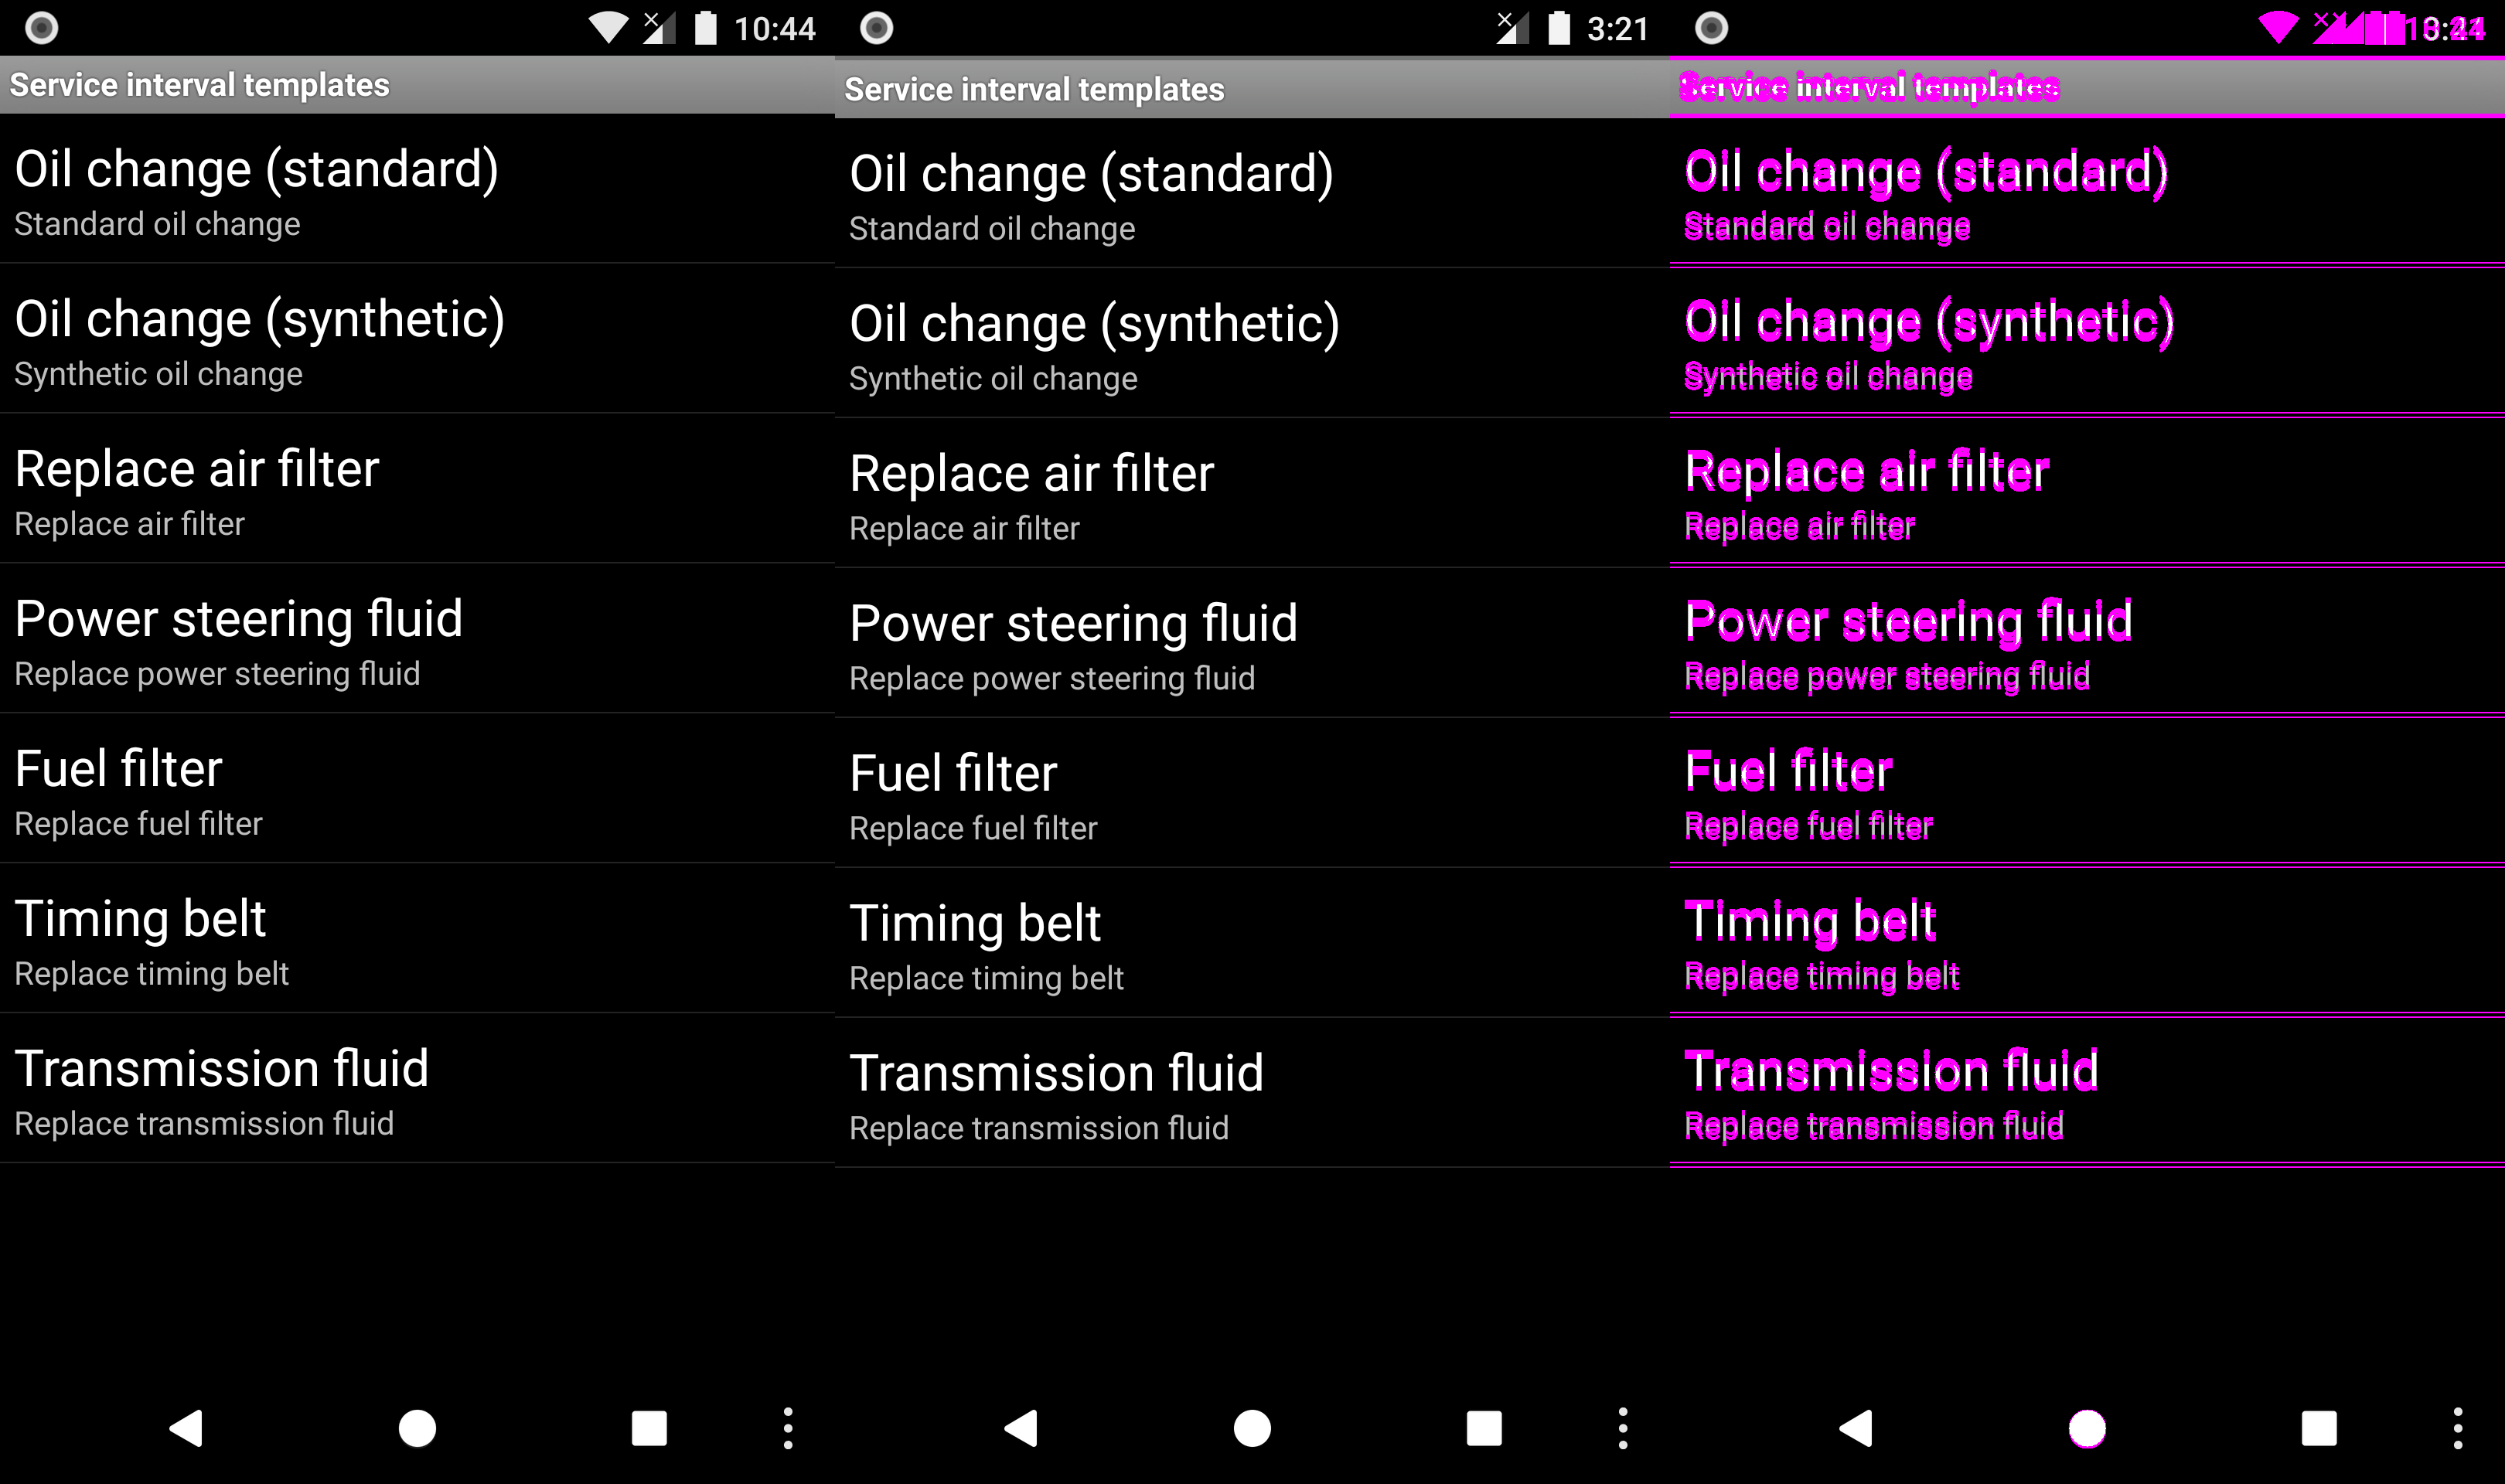 10:44
Service interval templates
Oil change (standard)
Standard oil change
Oil change (synthetic)
Synthetic oil change
Replace air filter
Replace air filter
Power steering fluid
Replace power steering fluid
Fuel filter
Replace fuel filter
Timing belt
Replace timing belt
Transmission fluid
Replace transmission fluid
3:21
Service interval templates
Oil change (standard)
Standard oil change
Oil change (synthetic)
Synthetic oil change
Replace air filter
Replace air filter
Power steering fluid
Replace power steering fluid
Fuel filter
Replace fuel filter
Timing belt
Replace timing belt
Transmission fluid
Replace transmission fluid
Service interval templates
Oil change (standard)
Standard oil change
Oil change (synthetic)
Synthetic oil change
Replace air filter
Replace air filter
Power steering fluid
Replace power steering fluid
Fuel filter
Replace fuel filter
Timing belt
Replace timing belt
Transmission fluid
Replace transmission fluid